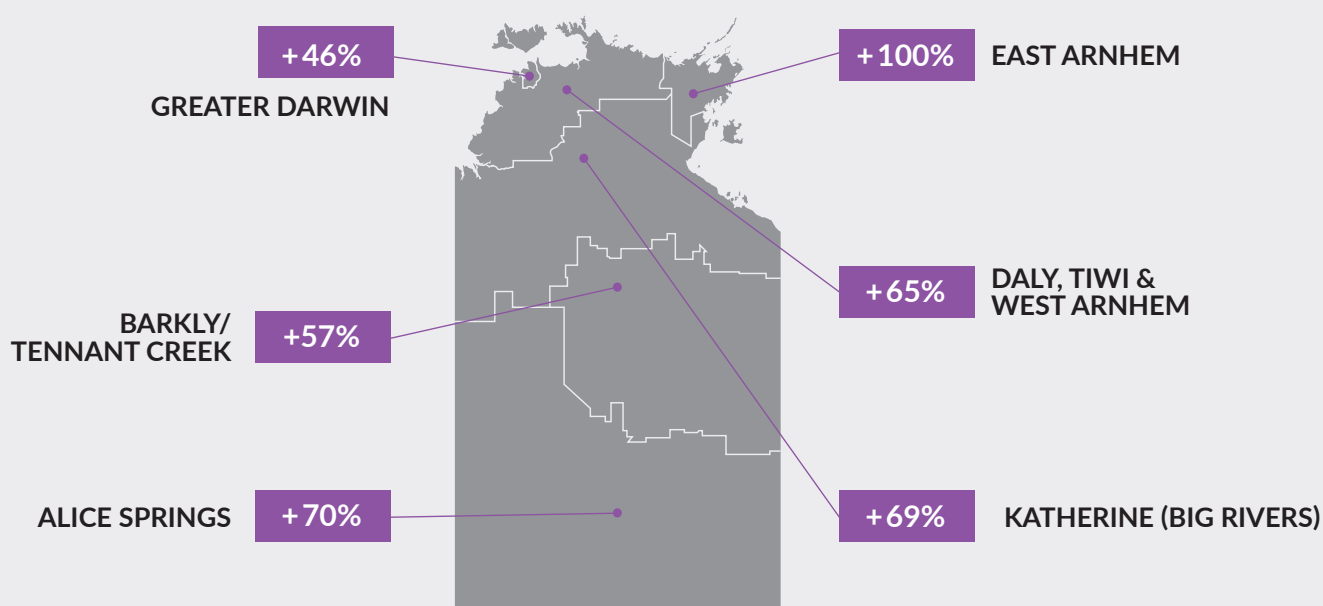 +46%
GREATER DARWIN
+100%
EAST ARNHEM
+65%
DALY, TIWI &
WEST ARNHEM
BARKLY/
TENNANT CREEK
+57%
ALICE SPRINGS
+70%
+69%
KATHERINE (BIG RIVERS)